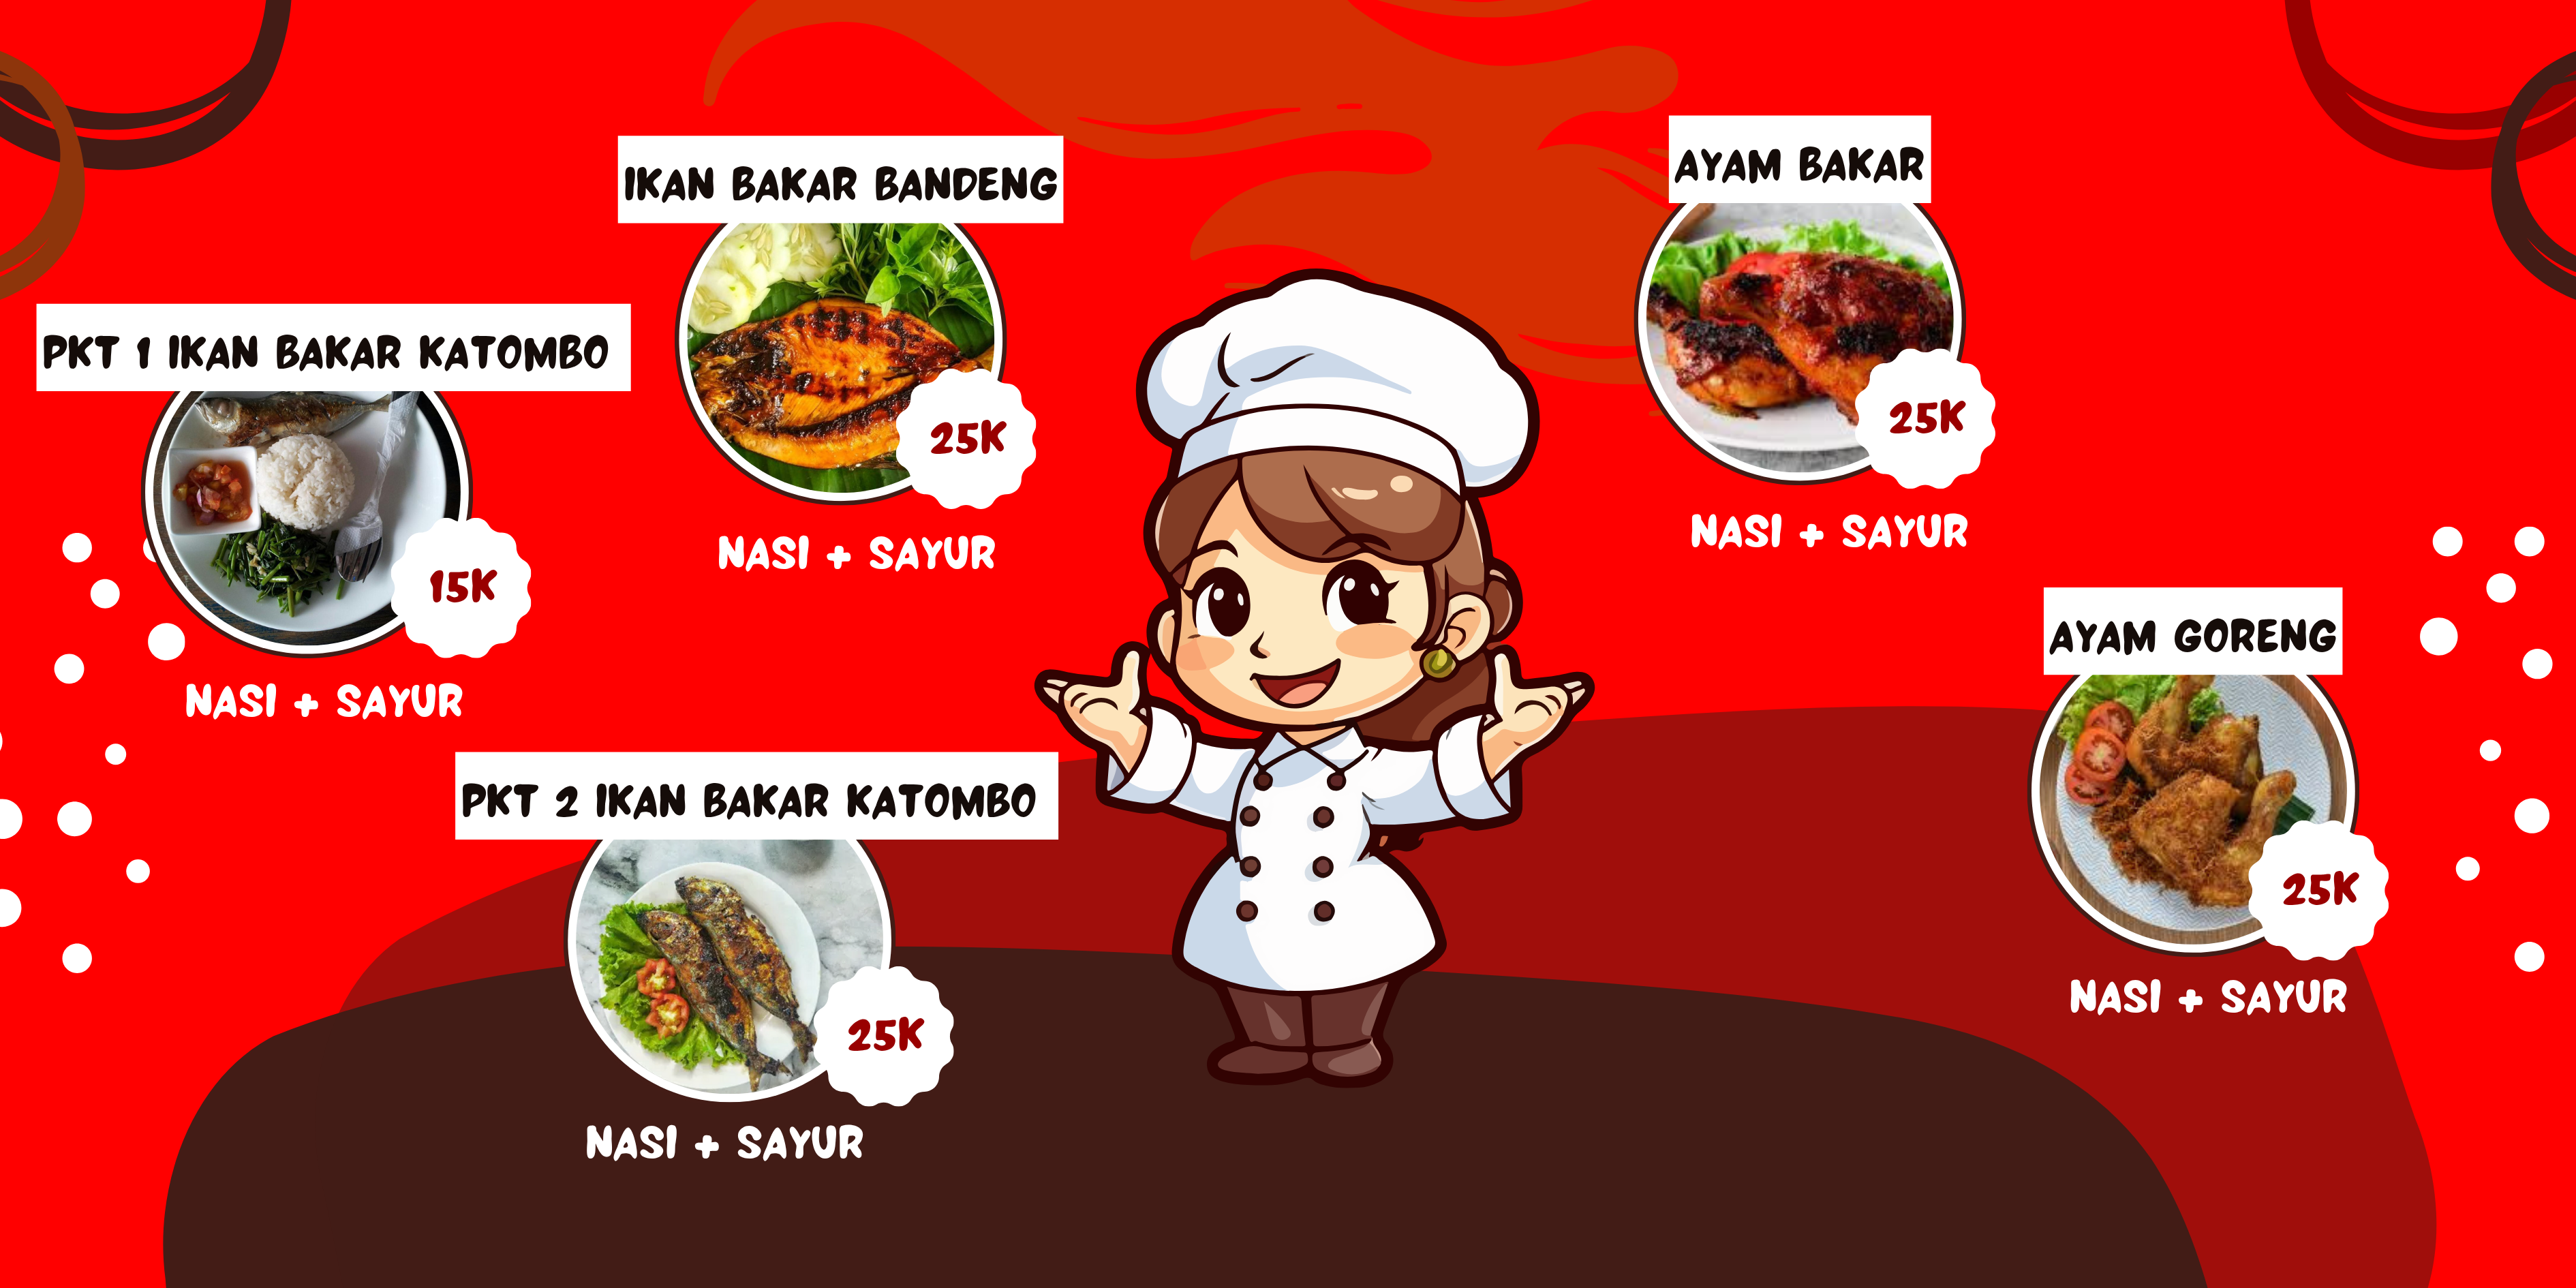 IKAN BAKAR BANDENG
25K
NASI + SAYUR
PKT 1 IKAN BAKAR KATOMBO
15K
NASI + SAYUR
PKT 2 IKAN BAKAR KATOMBO
25K
NASI + SAYUR
AYAM BAKAR
25K
NASI + SAYUR
AYAM GORENG
25K
NASI + SAYUR